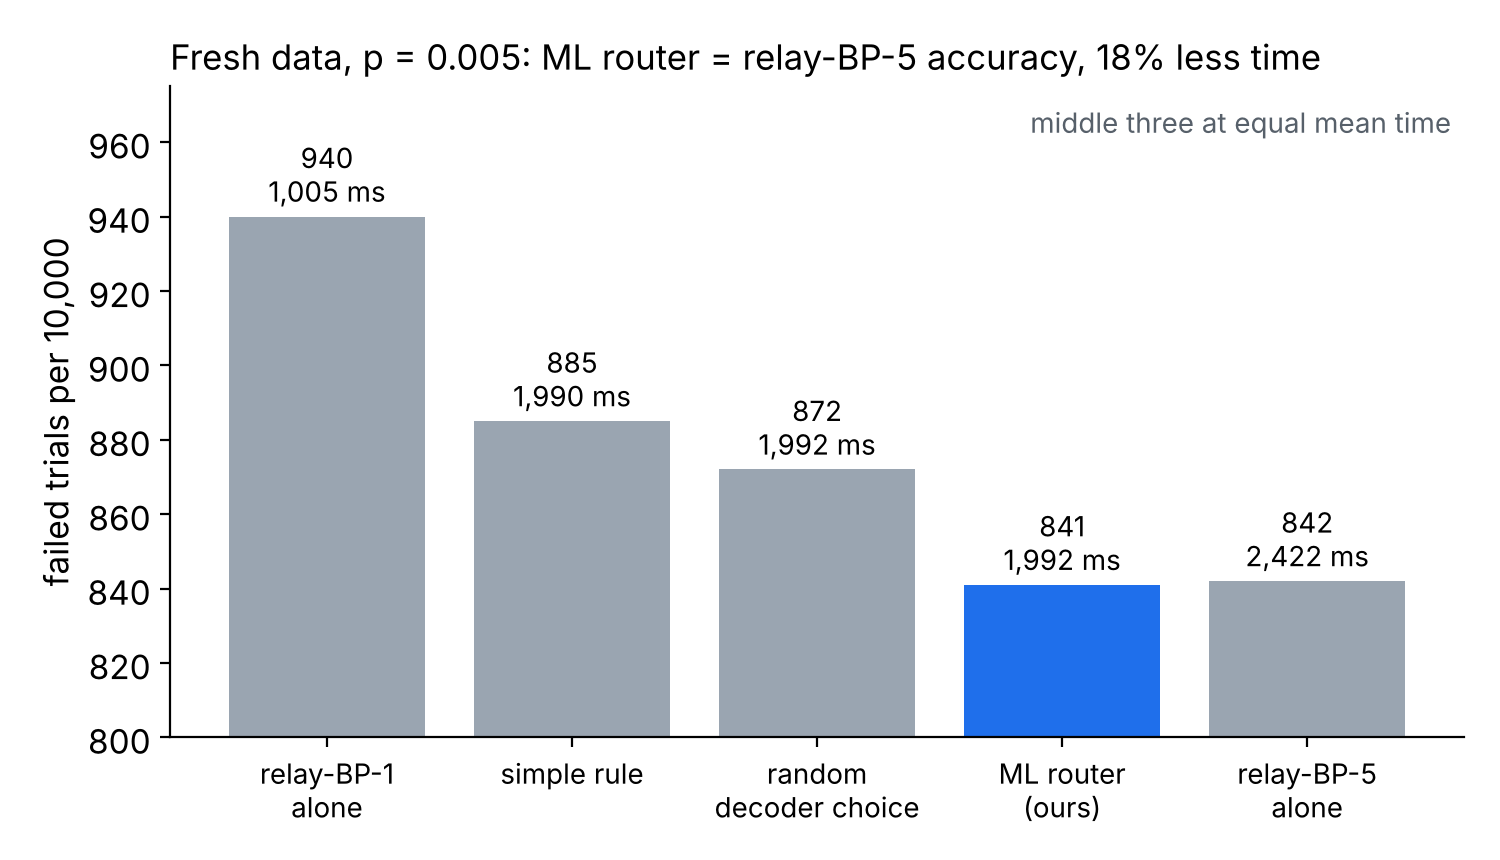 Fresh data, p = 0.005: ML router = relay-BP-5 accuracy, 18% less time
middle three at equal mean time
failed trials per 10,000
960
940
920
900
880
860
840
820
800
940
1,005 ms
885
1,990 ms
872
1,992 ms
841
1,992 ms
842
2,422 ms
relay-BP-1
alone
simple rule
random
decoder choice
ML router
(ours)
relay-BP-5
alone